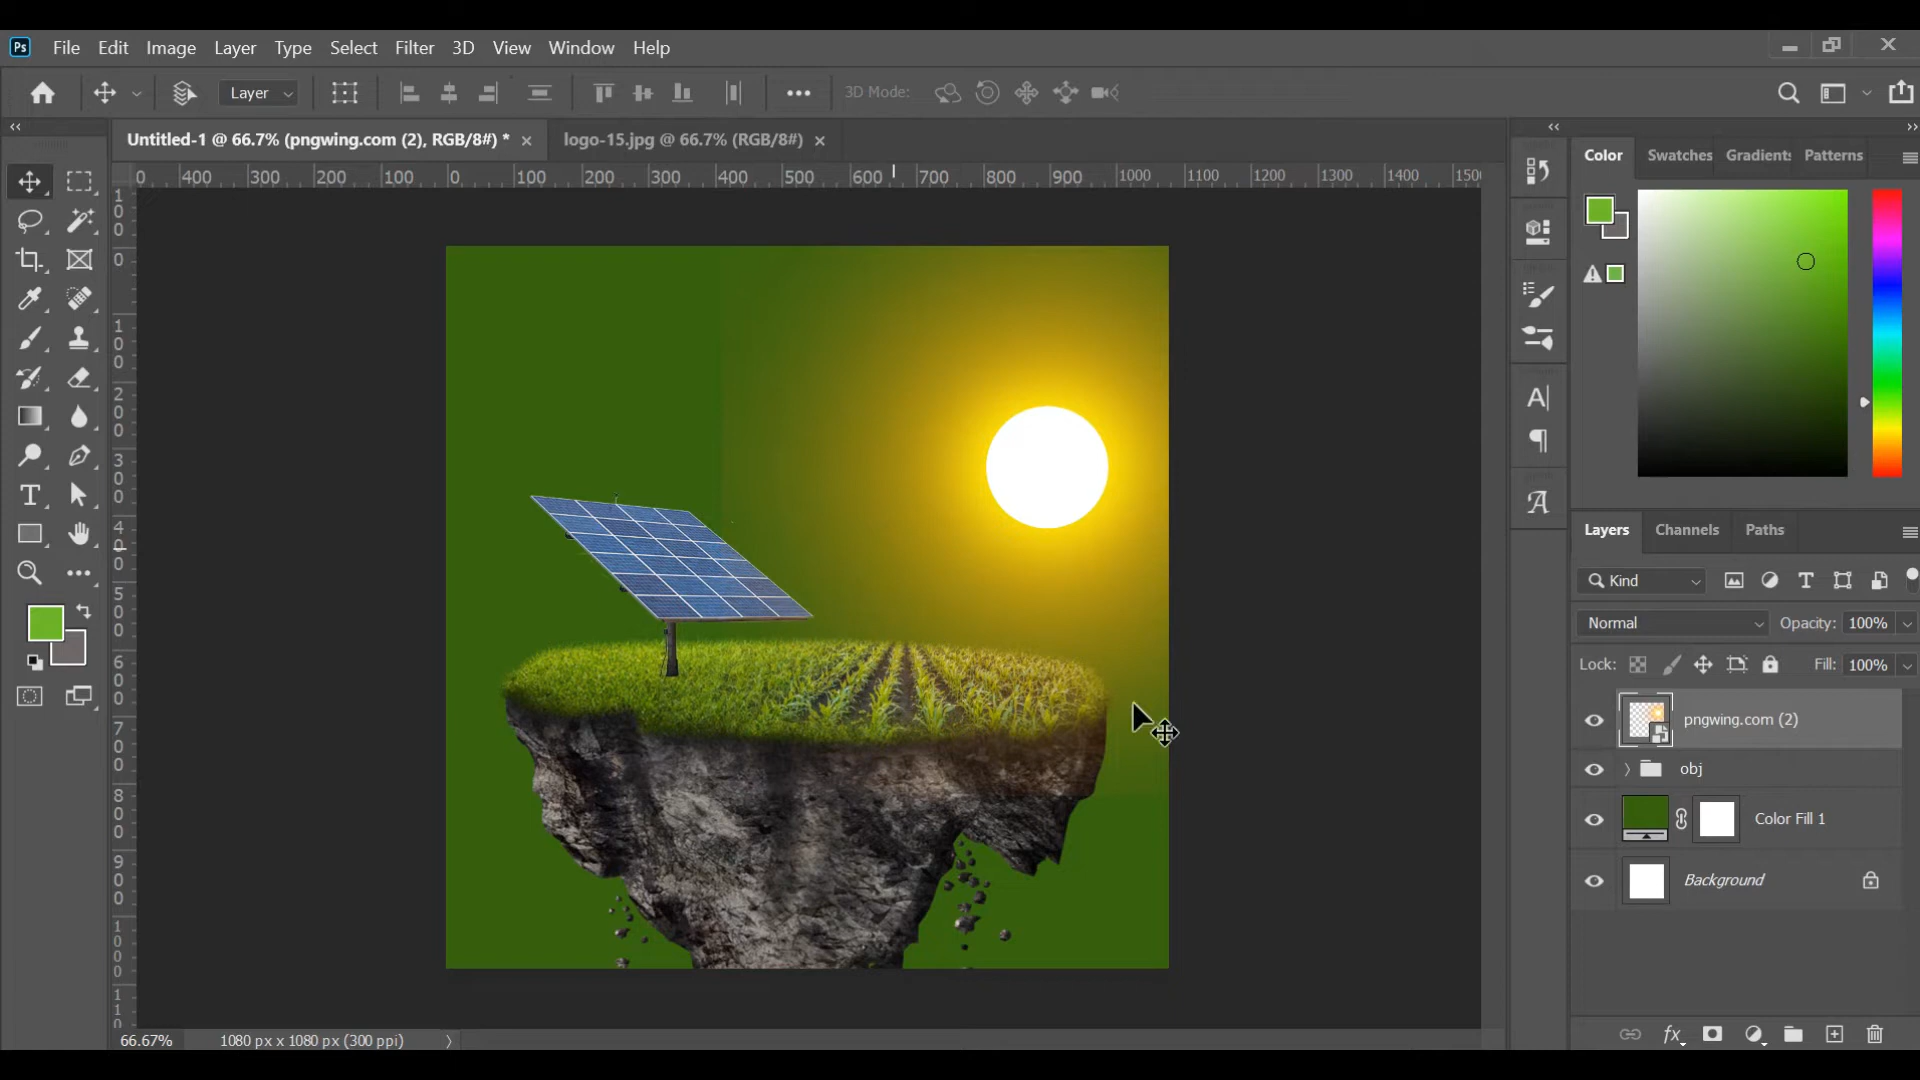 Ps File Edit Image Layer Type Select Filter 3D View Window Help
Layer 3D Mode:
Untitled-1 @ 66.7% (pngwing.com (2), RGB/8#) * × logo-15.jpg @ 66.7% (RGB/8#) ×
0 400 300 200 100 0 100 200 300 400 500 600 700 800 900 1000 1100 1200 1300 1400 1500
Color Swatches Gradients Patterns
Layers Channels Paths
Kind
Normal Opacity: 100%
Lock: Fill: 100%
pngwing.com (2)
obj
Color Fill 1
Background
fx
66.67% 1080 px x 1080 px (300 ppi)